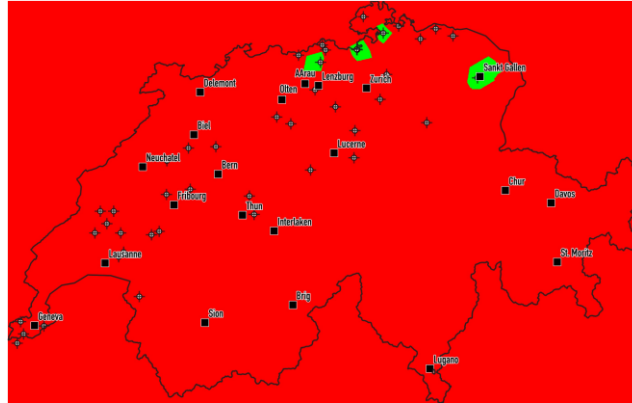 Sankt Gallen
AArau
Lenzburg
Zurich
Delemont
Olten
Biel
Lucerne
Neuchatel
Bern
Chur
Davos
Fribourg
Thun
Interlaken
Lausanne
St. Moritz
Brig
Sion
Geneva
Lugano